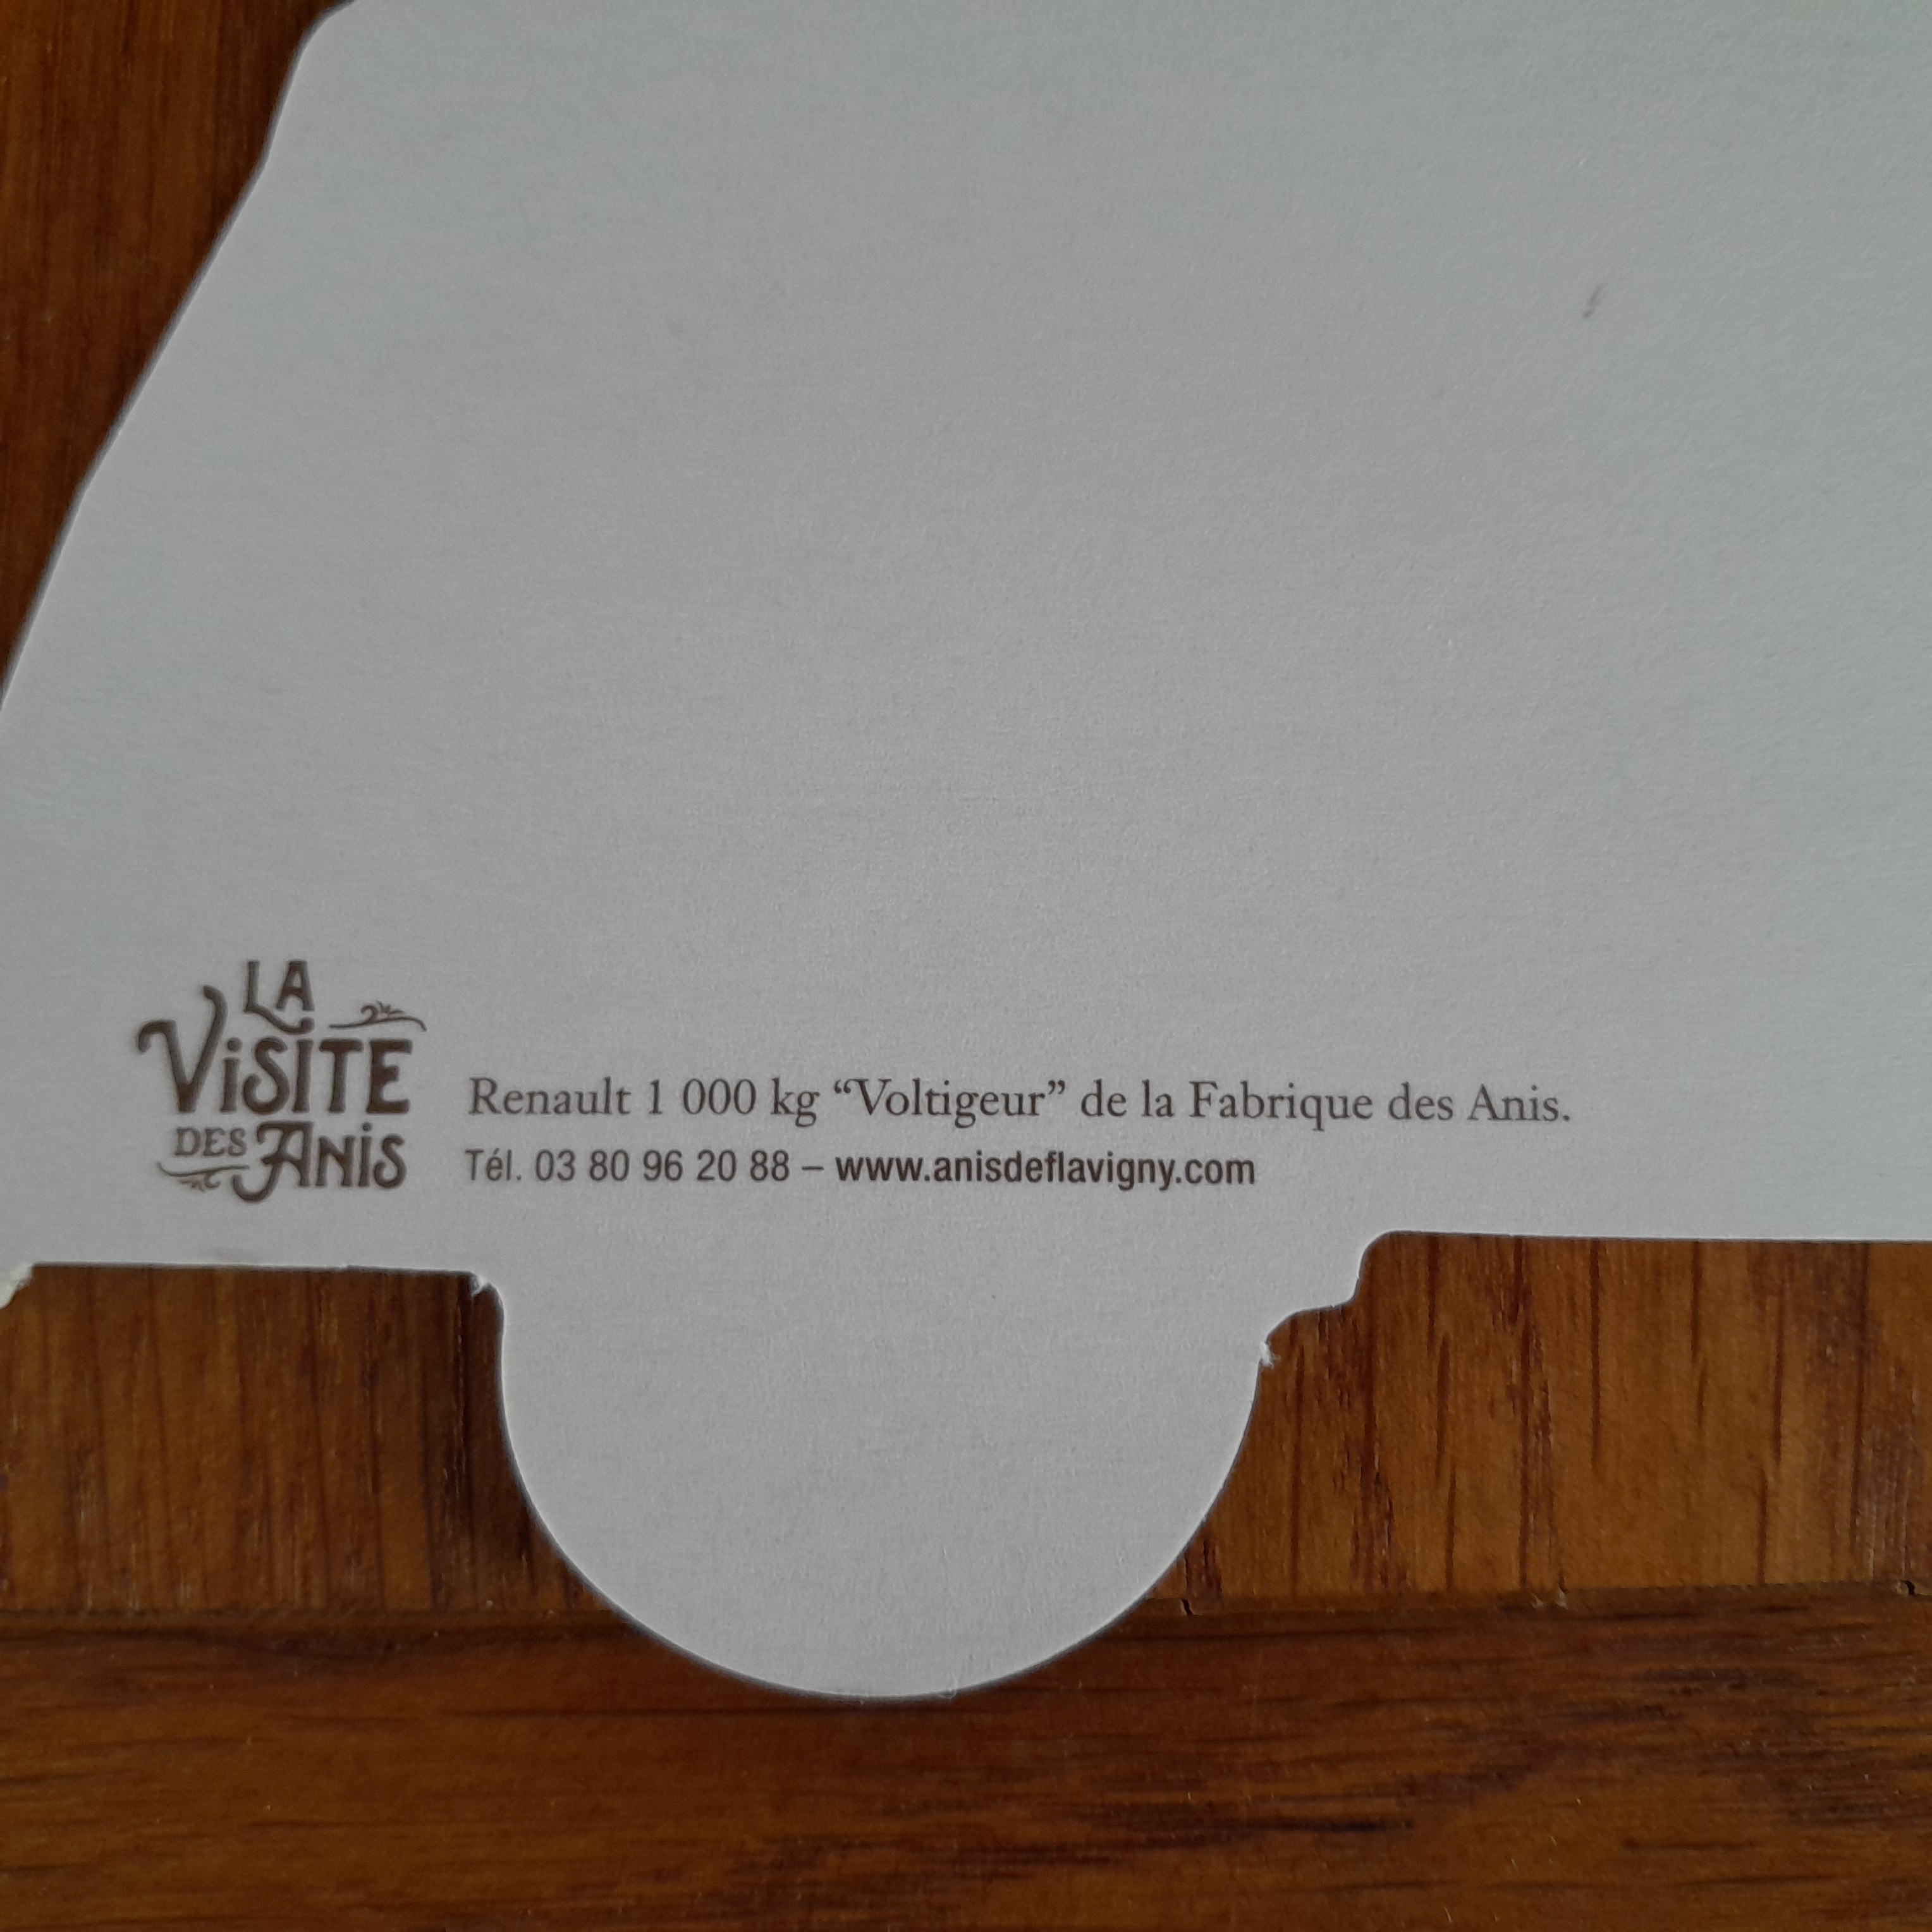 LA
ViSITE
DES ANiS
Renault 1 000 kg “Voltigeur” de la Fabrique des Anis.
Tél. 03 80 96 20 88 – www.anisdeflavigny.com